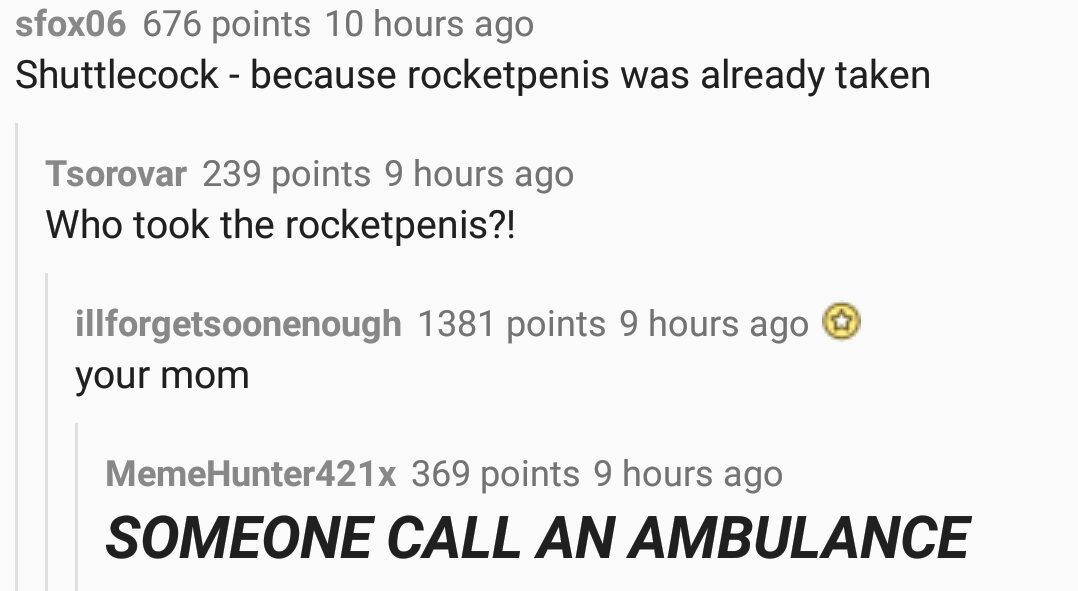 sfox06 676 points 10 hours ago
Shuttlecock - because rocketpenis was already taken
Tsorovar 239 points 9 hours ago
Who took the rocketpenis?!
illforgetsoonenough 1381 points 9 hours ago
your mom
MemeHunter421x 369 points 9 hours ago
SOMEONE CALL AN AMBULANCE